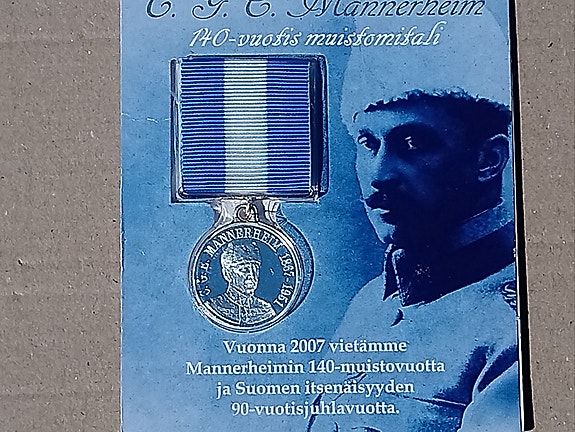 C. G. E. Mannerheim
140-vuotis muistomitali
C.G.E. MANNERHEIM 1867-1951
Vuonna 2007 vietämme
Mannerheimin 140-muistovuotta
ja Suomen itsenäisyyden
90-vuotisjuhlavuotta.